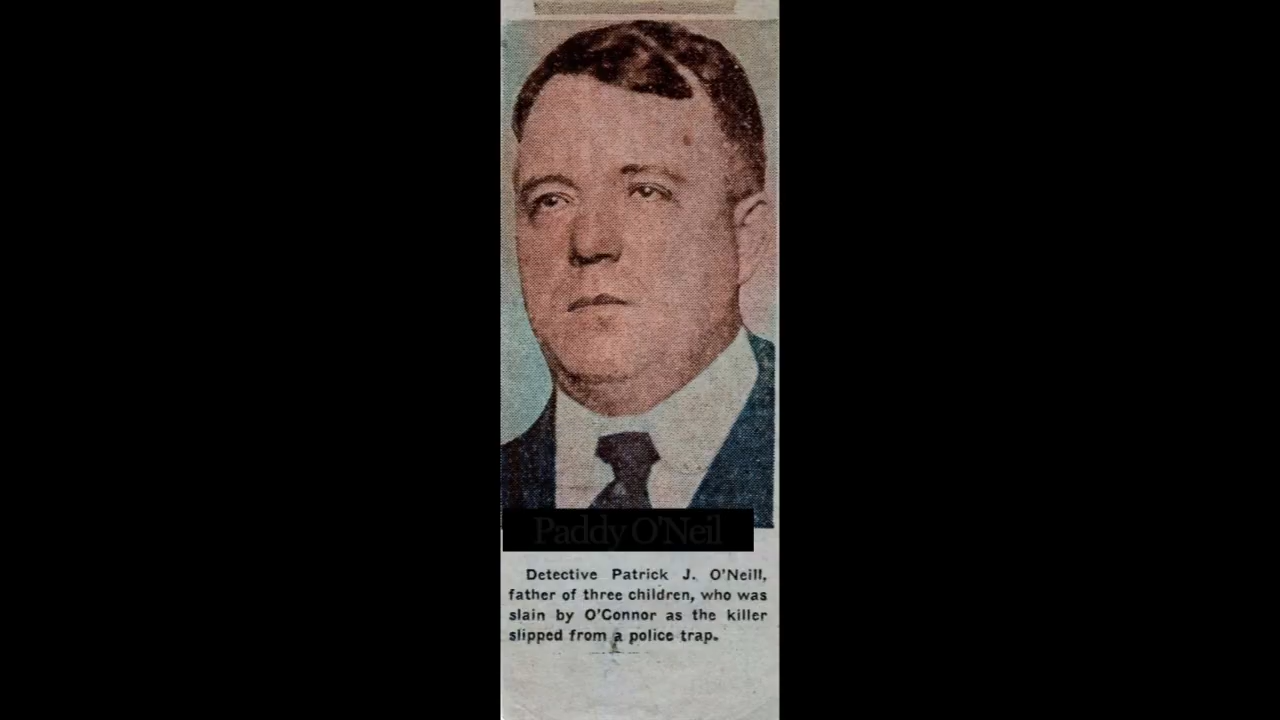 Paddy O'Neil
Detective Patrick J. O'Neill,
father of three children, who was
slain by O'Connor as the killer
slipped from a police trap.